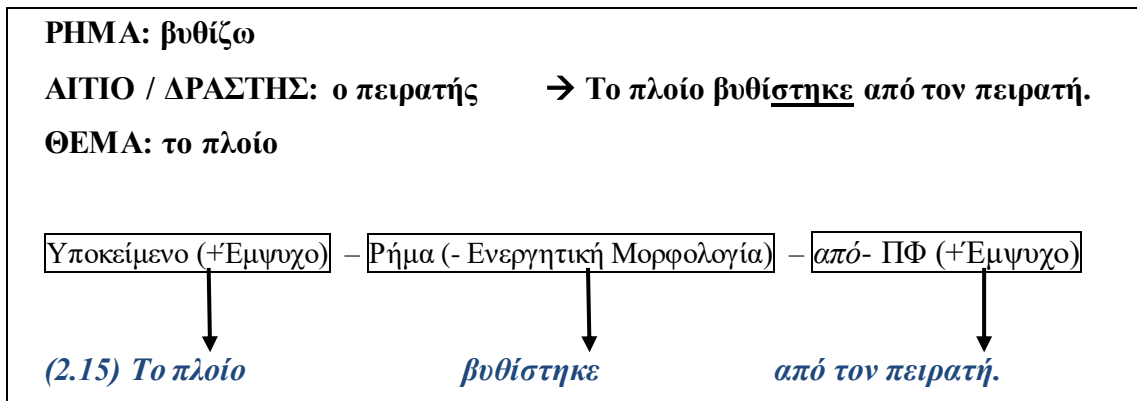 ΡΗΜΑ: βυθίζω
ΑΙΤΙΟ / ΔΡΑΣΤΗΣ: ο πειρατής → Το πλοίο βυθίστηκε από τον πειρατή.
ΘΕΜΑ: το πλοίο
Υποκείμενο (+Έμψυχο) – Ρήμα (- Ενεργητική Μορφολογία) – από- ΠΦ (+Έμψυχο)
(2.15) Το πλοίο βυθίστηκε από τον πειρατή.